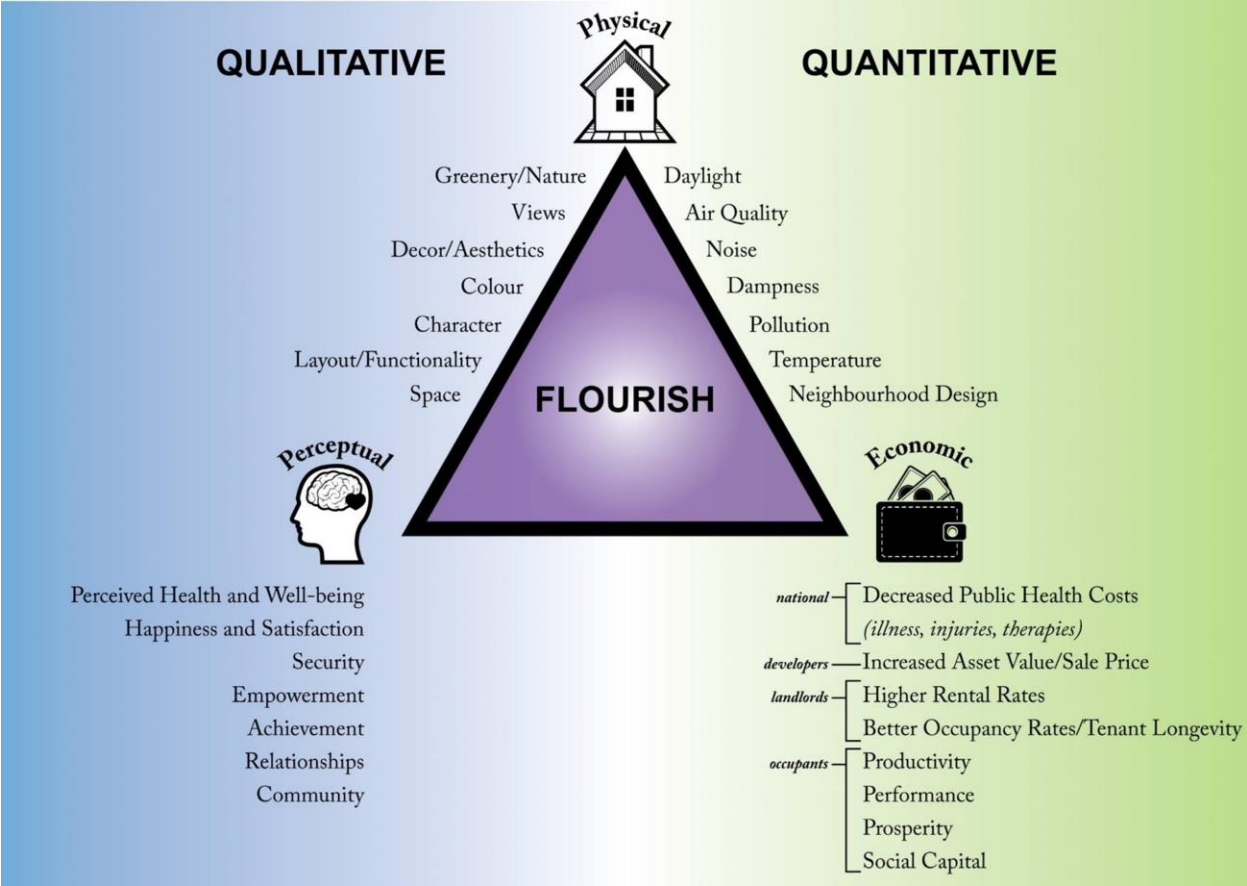 Physical
QUALITATIVE
QUANTITATIVE
Greenery/Nature
Views
Decor/Aesthetics
Colour
Character
Layout/Functionality
Space
Daylight
Air Quality
Noise
Dampness
Pollution
Temperature
Neighbourhood Design
FLOURISH
Perceptual
Perceived Health and Well-being
Happiness and Satisfaction
Security
Empowerment
Achievement
Relationships
Community
Economic
national
Decreased Public Health Costs
(illness, injuries, therapies)
developers
Increased Asset Value/Sale Price
landlords
Higher Rental Rates
Better Occupancy Rates/Tenant Longevity
occupants
Productivity
Performance
Prosperity
Social Capital